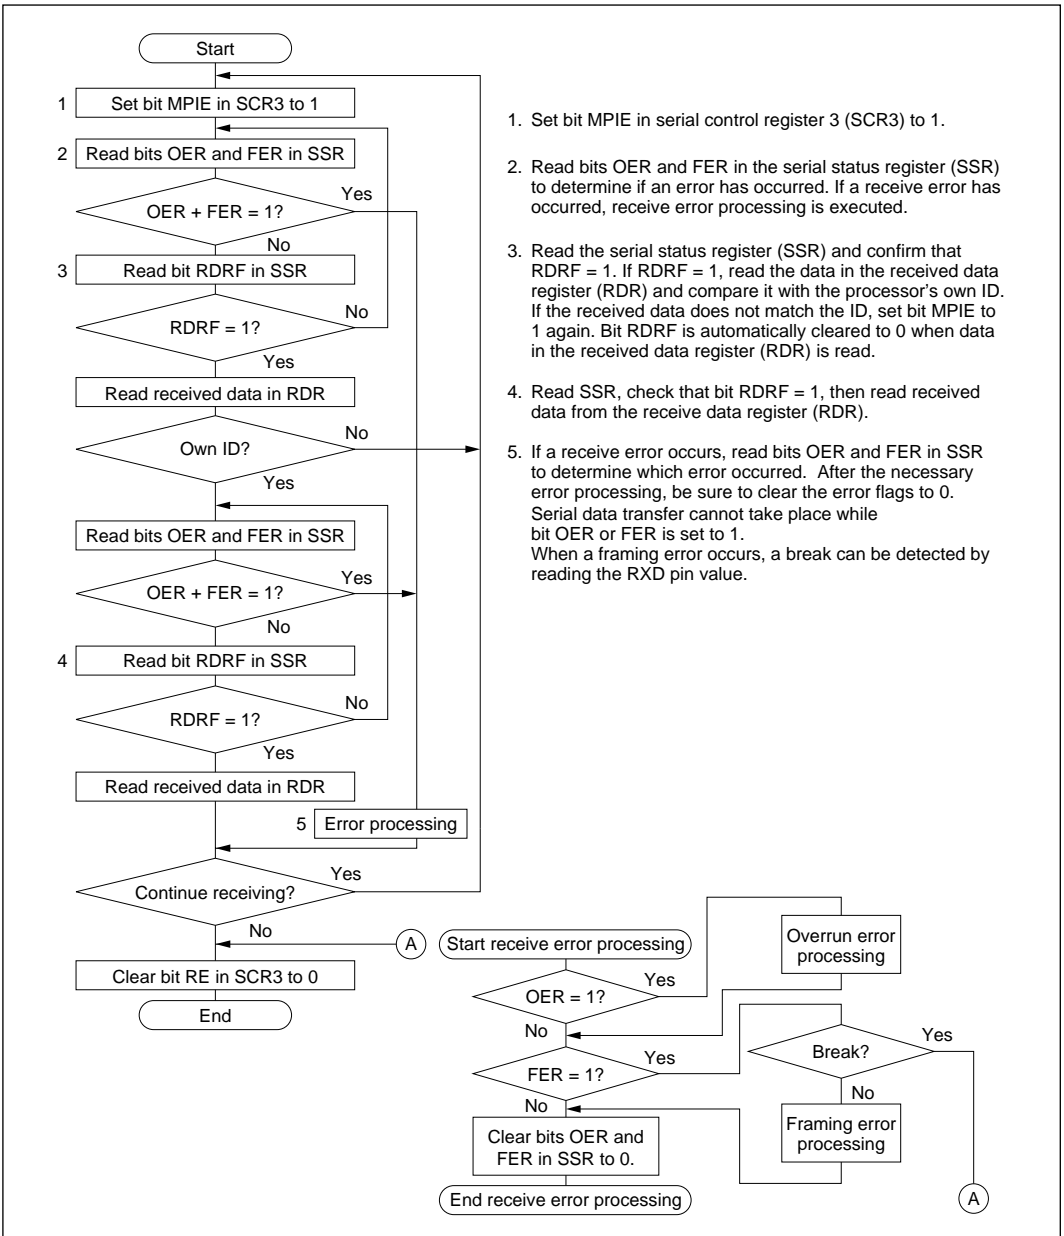 Start
1 Set bit MPIE in SCR3 to 1
2 Read bits OER and FER in SSR
OER + FER = 1?
Yes
No
3 Read bit RDRF in SSR
RDRF = 1?
No
Yes
Read received data in RDR
Own ID?
No
Yes
Read bits OER and FER in SSR
OER + FER = 1?
Yes
No
4 Read bit RDRF in SSR
RDRF = 1?
No
Yes
Read received data in RDR
5 Error processing
Continue receiving?
Yes
No
A
Clear bit RE in SCR3 to 0
End
1. Set bit MPIE in serial control register 3 (SCR3) to 1.
2. Read bits OER and FER in the serial status register (SSR)
to determine if an error has occurred. If a receive error has
occurred, receive error processing is executed.
3. Read the serial status register (SSR) and confirm that
RDRF = 1. If RDRF = 1, read the data in the received data
register (RDR) and compare it with the processor's own ID.
If the received data does not match the ID, set bit MPIE to
1 again. Bit RDRF is automatically cleared to 0 when data
in the received data register (RDR) is read.
4. Read SSR, check that bit RDRF = 1, then read received
data from the receive data register (RDR).
5. If a receive error occurs, read bits OER and FER in SSR
to determine which error occurred. After the necessary
error processing, be sure to clear the error flags to 0.
Serial data transfer cannot take place while
bit OER or FER is set to 1.
When a framing error occurs, a break can be detected by
reading the RXD pin value.
Start receive error processing
OER = 1?
Yes
No
Overrun error
processing
FER = 1?
Yes
No
Break?
Yes
No
Framing error
processing
Clear bits OER and
FER in SSR to 0.
End receive error processing
A